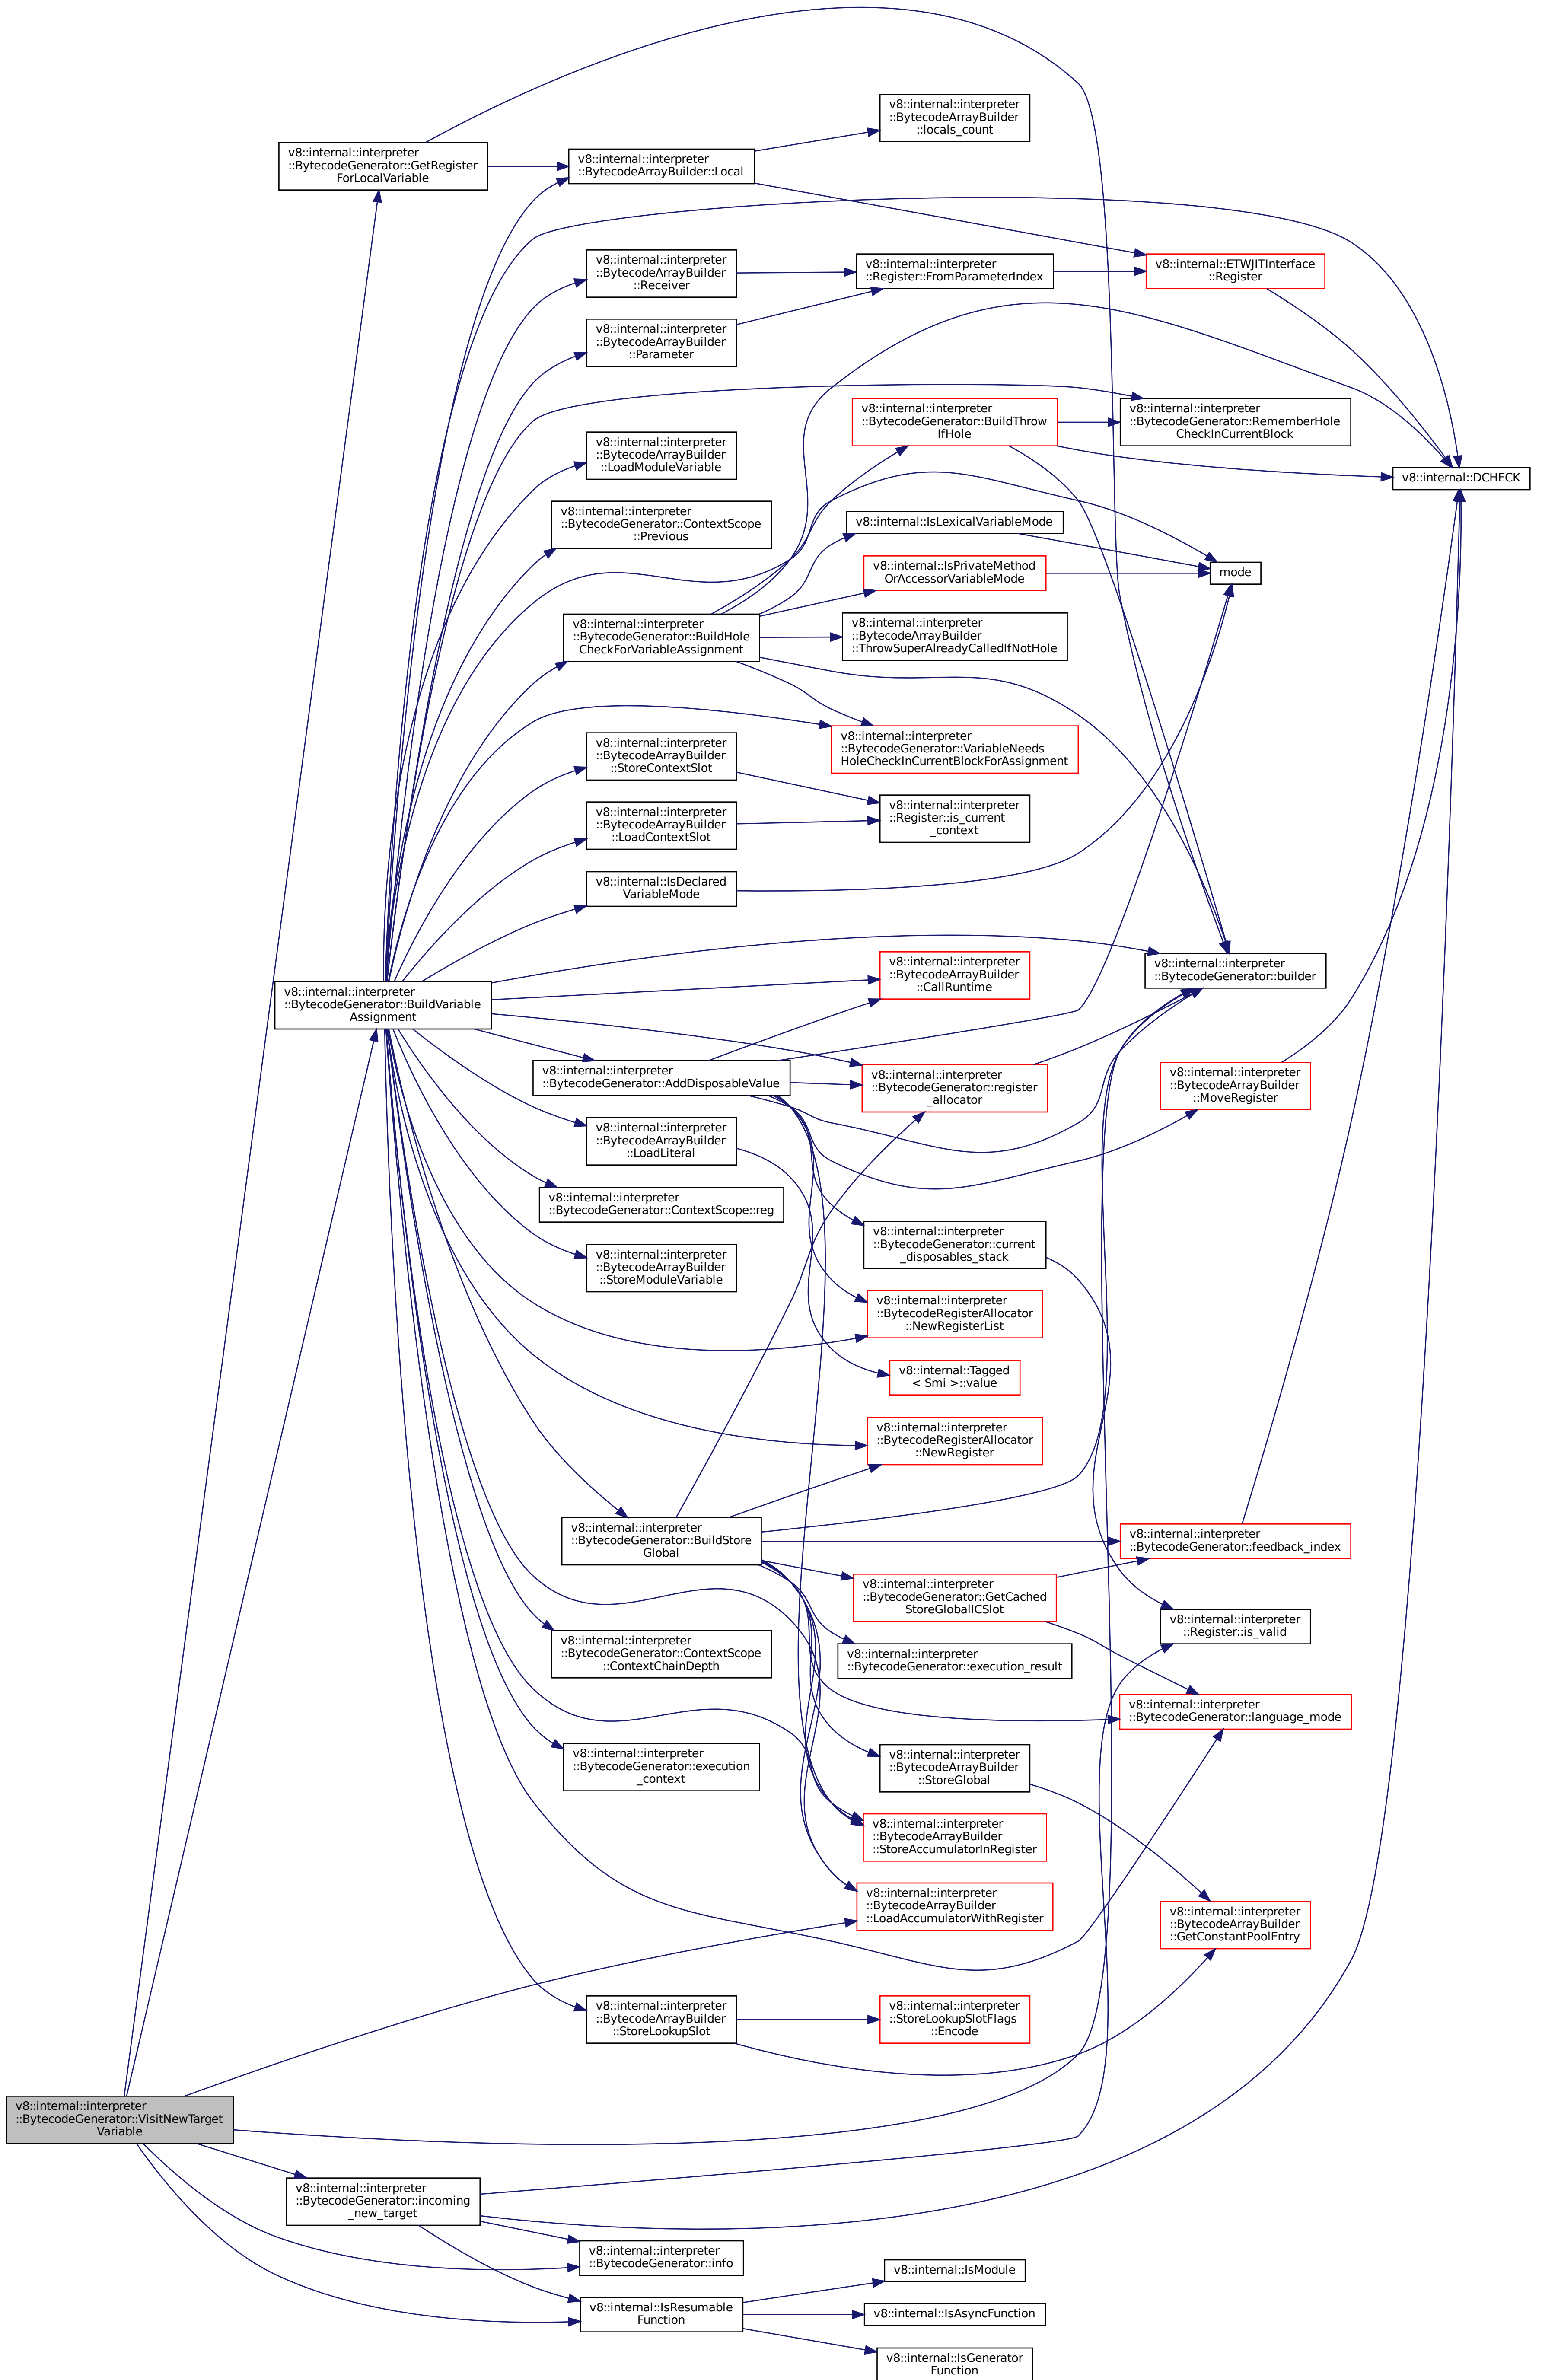 v8::internal::interpreter
::BytecodeArrayBuilder
::locals_count
v8::internal::interpreter
::BytecodeGenerator::GetRegister
ForLocalVariable
v8::internal::interpreter
::BytecodeArrayBuilder::Local
v8::internal::interpreter
::BytecodeArrayBuilder
::Receiver
v8::internal::interpreter
::Register::FromParameterIndex
v8::internal::ETWJITInterface
::Register
v8::internal::interpreter
::BytecodeArrayBuilder
::Parameter
v8::internal::interpreter
::BytecodeGenerator::BuildThrow
IfHole
v8::internal::interpreter
::BytecodeGenerator::RememberHole
CheckInCurrentBlock
v8::internal::interpreter
::BytecodeArrayBuilder
::LoadModuleVariable
v8::internal::DCHECK
v8::internal::interpreter
::BytecodeGenerator::ContextScope
::Previous
v8::internal::IsLexicalVariableMode
v8::internal::IsPrivateMethod
OrAccessorVariableMode
mode
v8::internal::interpreter
::BytecodeGenerator::BuildHole
CheckForVariableAssignment
v8::internal::interpreter
::BytecodeArrayBuilder
::ThrowSuperAlreadyCalledIfNotHole
v8::internal::interpreter
::BytecodeGenerator::VariableNeeds
HoleCheckInCurrentBlockForAssignment
v8::internal::interpreter
::BytecodeArrayBuilder
::StoreContextSlot
v8::internal::interpreter
::Register::is_current
_context
v8::internal::interpreter
::BytecodeArrayBuilder
::LoadContextSlot
v8::internal::IsDeclared
VariableMode
v8::internal::interpreter
::BytecodeGenerator::builder
v8::internal::interpreter
::BytecodeArrayBuilder
::CallRuntime
v8::internal::interpreter
::BytecodeGenerator::BuildVariable
Assignment
v8::internal::interpreter
::BytecodeGenerator::AddDisposableValue
v8::internal::interpreter
::BytecodeGenerator::register
_allocator
v8::internal::interpreter
::BytecodeArrayBuilder
::MoveRegister
v8::internal::interpreter
::BytecodeArrayBuilder
::LoadLiteral
v8::internal::interpreter
::BytecodeGenerator::ContextScope::reg
v8::internal::interpreter
::BytecodeGenerator::current
_disposables_stack
v8::internal::interpreter
::BytecodeArrayBuilder
::StoreModuleVariable
v8::internal::interpreter
::BytecodeRegisterAllocator
::NewRegisterList
v8::internal::Tagged
< Smi >::value
v8::internal::interpreter
::BytecodeRegisterAllocator
::NewRegister
v8::internal::interpreter
::BytecodeGenerator::BuildStore
Global
v8::internal::interpreter
::BytecodeGenerator::feedback_index
v8::internal::interpreter
::BytecodeGenerator::GetCached
StoreGlobalICSlot
v8::internal::interpreter
::Register::is_valid
v8::internal::interpreter
::BytecodeGenerator::ContextScope
::ContextChainDepth
v8::internal::interpreter
::BytecodeGenerator::execution_result
v8::internal::interpreter
::BytecodeGenerator::language_mode
v8::internal::interpreter
::BytecodeGenerator::execution
_context
v8::internal::interpreter
::BytecodeArrayBuilder
::StoreGlobal
v8::internal::interpreter
::BytecodeArrayBuilder
::StoreAccumulatorInRegister
v8::internal::interpreter
::BytecodeArrayBuilder
::LoadAccumulatorWithRegister
v8::internal::interpreter
::BytecodeArrayBuilder
::GetConstantPoolEntry
v8::internal::interpreter
::BytecodeArrayBuilder
::StoreLookupSlot
v8::internal::interpreter
::StoreLookupSlotFlags
::Encode
v8::internal::interpreter
::BytecodeGenerator::VisitNewTarget
Variable
v8::internal::interpreter
::BytecodeGenerator::incoming
_new_target
v8::internal::interpreter
::BytecodeGenerator::info
v8::internal::IsResumable
Function
v8::internal::IsModule
v8::internal::IsAsyncFunction
v8::internal::IsGenerator
Function